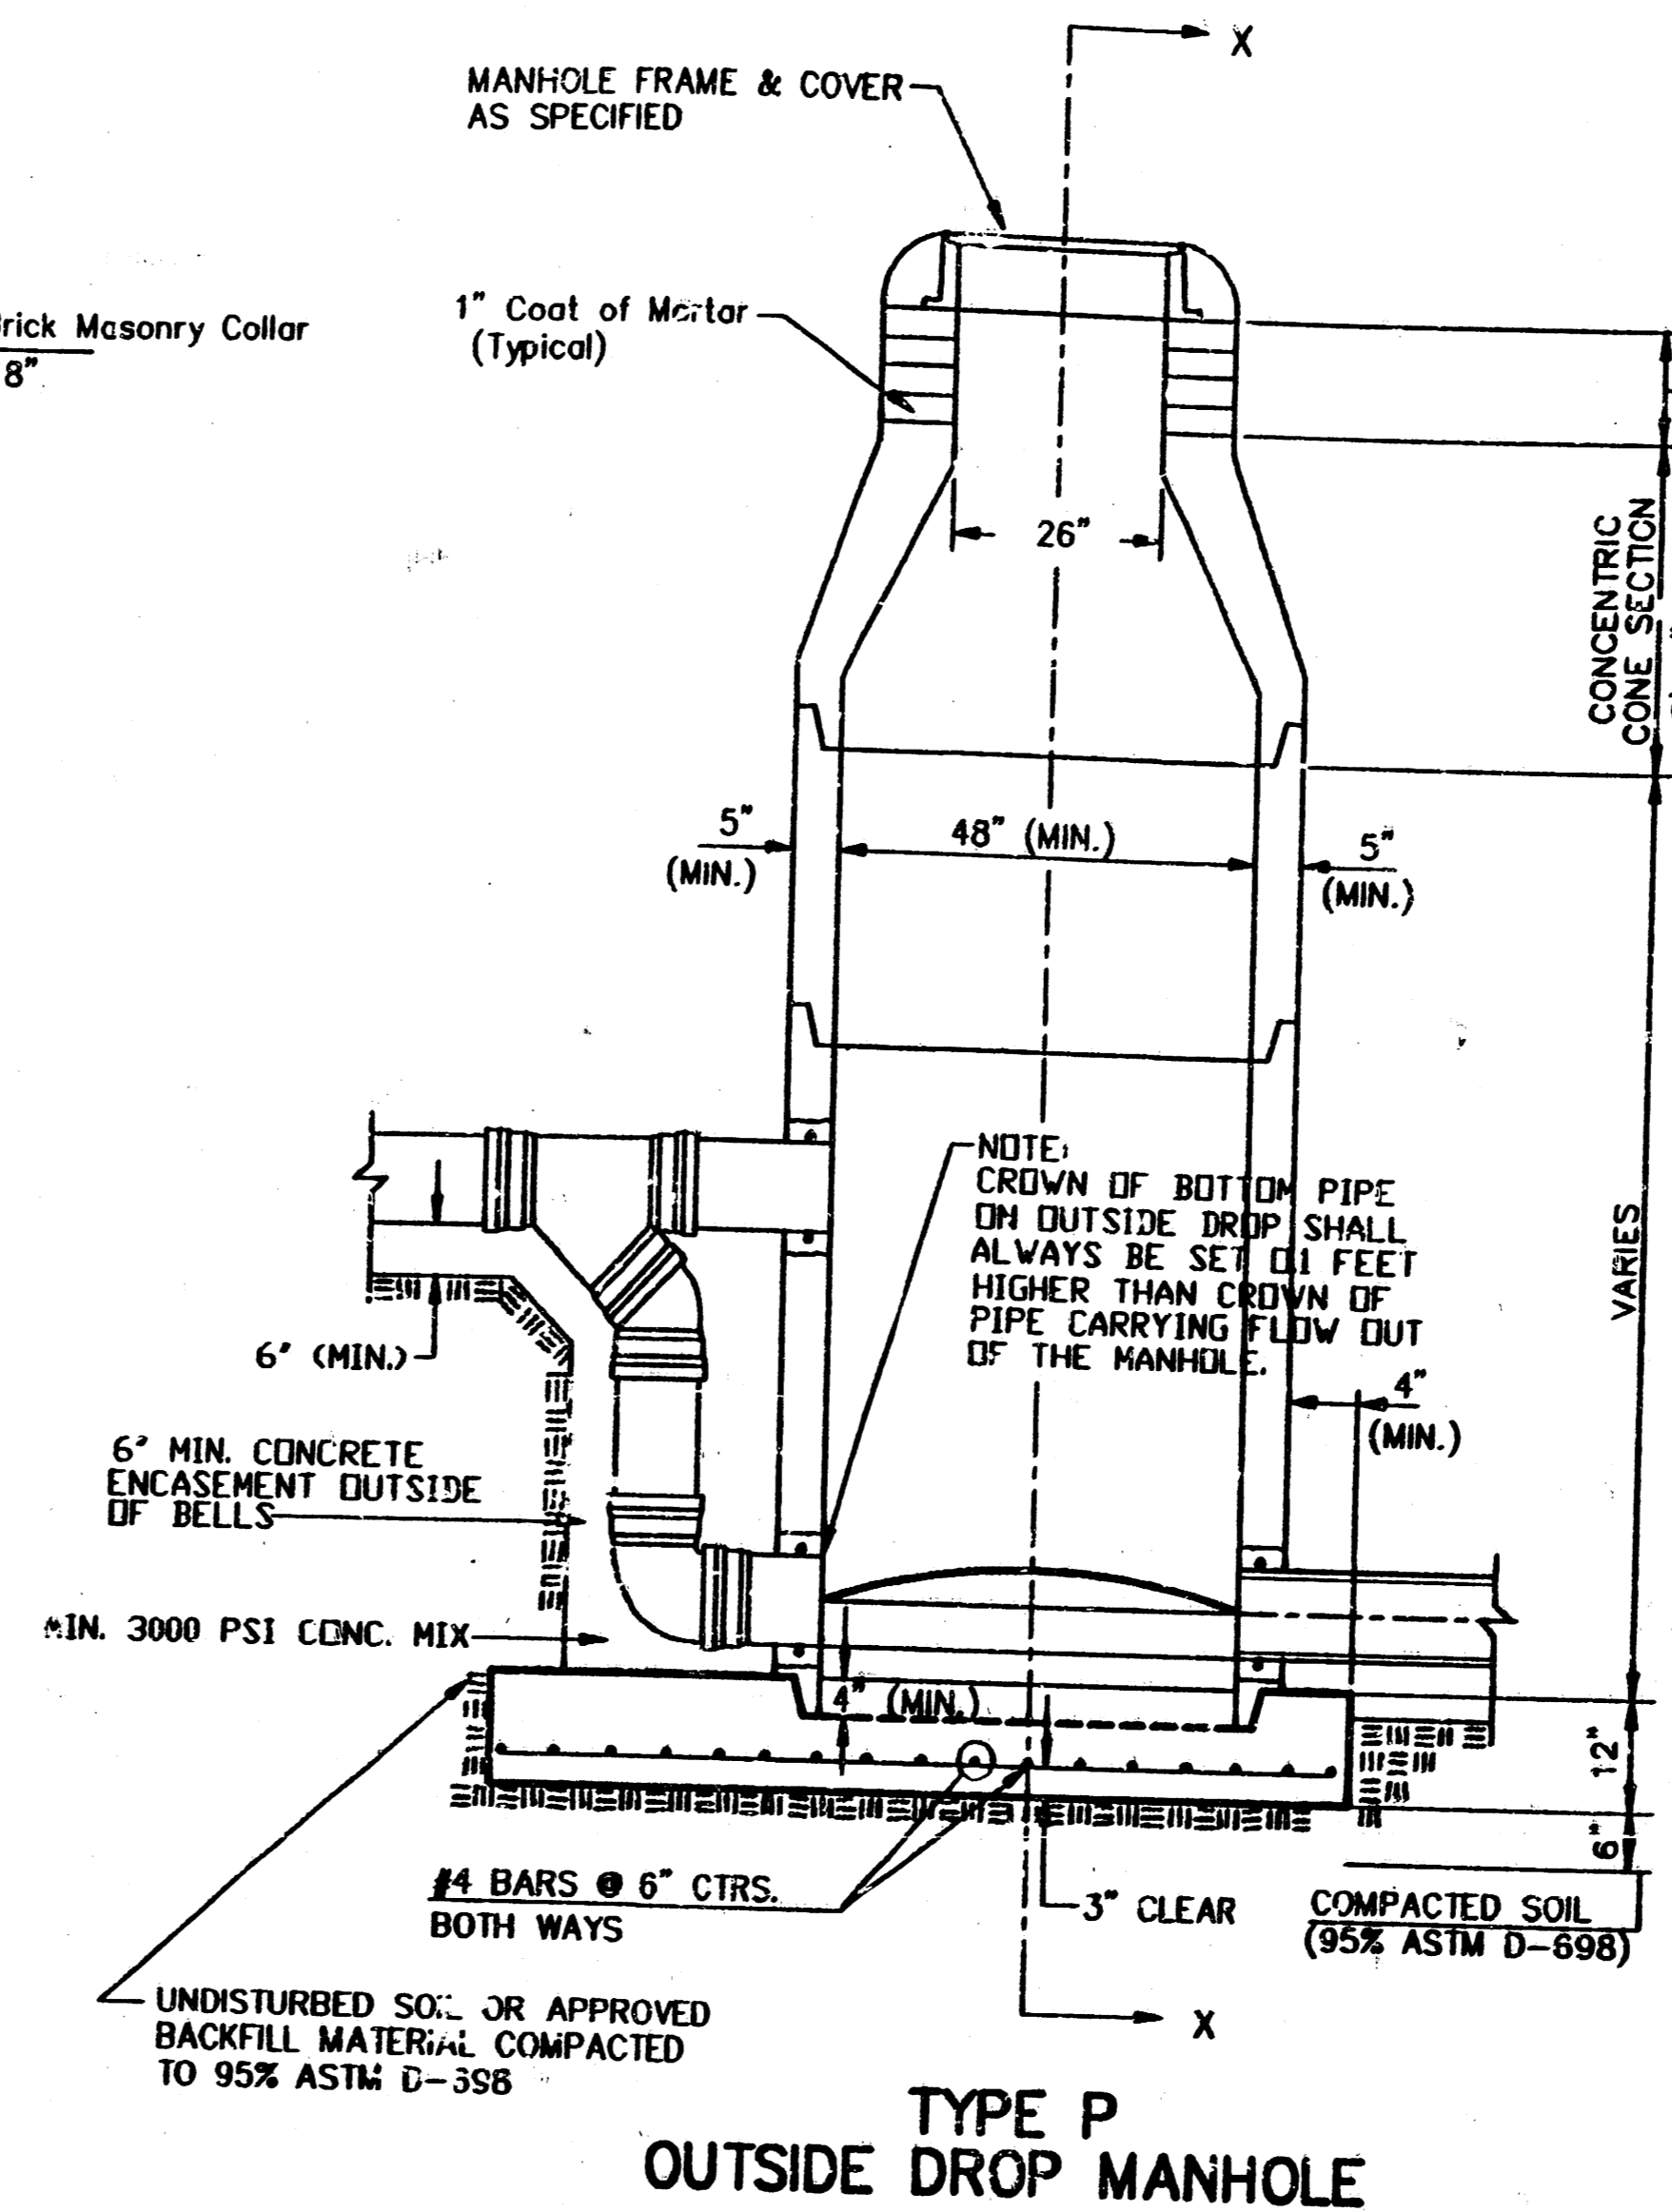 X
MANHOLE FRAME & COVER
AS SPECIFIED
rick Masonry Collar
8"
1" Coat of Mortar
(Typical)
26"
CONCENTRIC
CONE SECTION
5"
(MIN.)
48" (MIN.)
5"
(MIN.)
NOTE:
CROWN OF BOTTOM PIPE
ON OUTSIDE DROP SHALL
ALWAYS BE SET 0.1 FEET
HIGHER THAN CROWN OF
PIPE CARRYING FLOW OUT
OF THE MANHOLE.
VARIES
6" (MIN.)
4"
(MIN.)
6" MIN. CONCRETE
ENCASEMENT OUTSIDE
OF BELLS
MIN. 3000 PSI CONC. MIX
4" (MIN.)
12"
6"
#4 BARS @ 6" CTRS.
BOTH WAYS
3" CLEAR
COMPACTED SOIL
(95% ASTM D-698)
X
UNDISTURBED SOIL OR APPROVED
BACKFILL MATERIAL COMPACTED
TO 95% ASTM D-698
TYPE P
OUTSIDE DROP MANHOLE